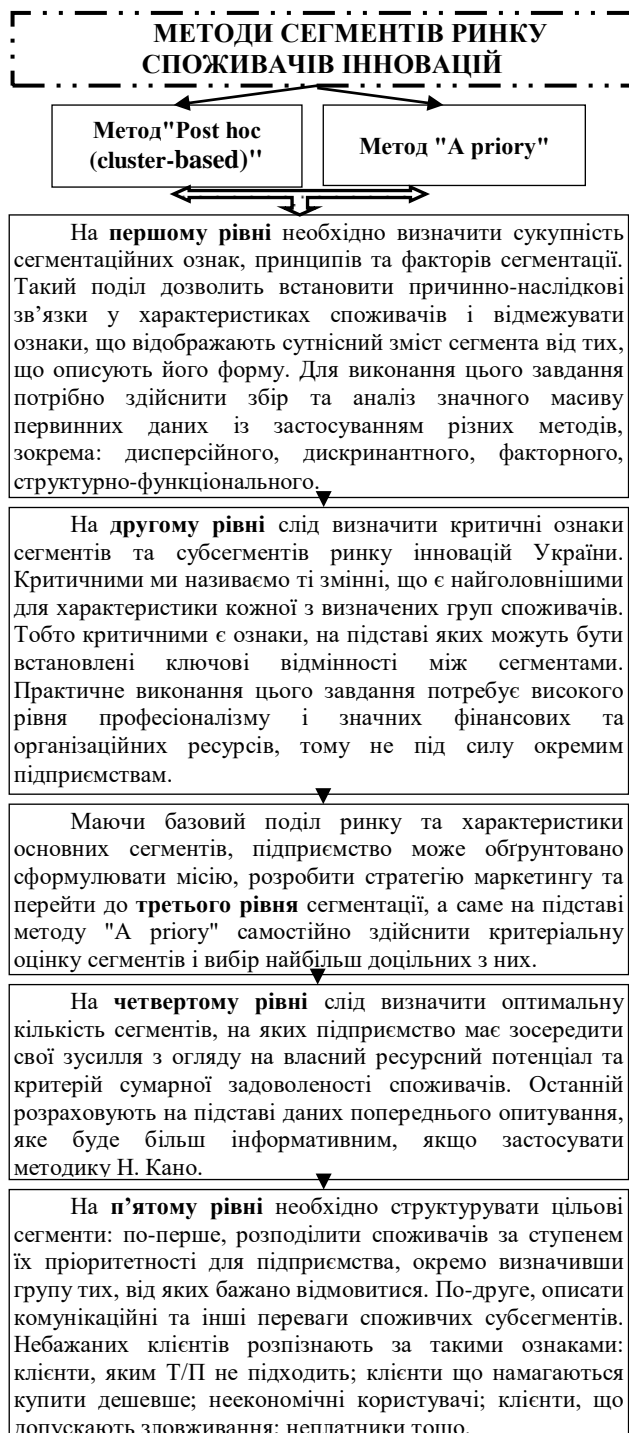 МЕТОДИ СЕГМЕНТІВ РИНКУ
СПОЖИВАЧІВ ІННОВАЦІЙ
Метод"Post hoc
(cluster-based)"
Метод "A priory"
На першому рівні необхідно визначити сукупність
сегментаційних ознак, принципів та факторів сегментації.
Такий поділ дозволить встановити причинно-наслідкові
зв’язки у характеристиках споживачів і відмежувати
ознаки, що відображають сутнісний зміст сегмента від тих,
що описують його форму. Для виконання цього завдання
потрібно здійснити збір та аналіз значного масиву
первинних даних із застосуванням різних методів,
зокрема: дисперсійного, дискринантного, факторного,
структурно-функціонального.
На другому рівні слід визначити критичні ознаки
сегментів та субсегментів ринку інновацій України.
Критичними ми називаємо ті змінні, що є найголовнішими
для характеристики кожної з визначених груп споживачів.
Тобто критичними є ознаки, на підставі яких можуть бути
встановлені ключові відмінності між сегментами.
Практичне виконання цього завдання потребує високого
рівня професіоналізму і значних фінансових та
організаційних ресурсів, тому не під силу окремим
підприємствам.
Маючи базовий поділ ринку та характеристики
основних сегментів, підприємство може обґрунтовано
сформулювати місію, розробити стратегію маркетингу та
перейти до третього рівня сегментації, а саме на підставі
методу "A priory" самостійно здійснити критеріальну
оцінку сегментів і вибір найбільш доцільних з них.
На четвертому рівні слід визначити оптимальну
кількість сегментів, на яких підприємство має зосередити
свої зусилля з огляду на власний ресурсний потенціал та
критерій сумарної задоволеності споживачів. Останній
розраховують на підставі даних попереднього опитування,
яке буде більш інформативним, якщо застосувати
методику Н. Кано.
На п’ятому рівні необхідно структурувати цільові
сегменти: по-перше, розподілити споживачів за ступенем
їх пріоритетності для підприємства, окремо визначивши
групу тих, від яких бажано відмовитися. По-друге, описати
комунікаційні та інші переваги споживчих субсегментів.
Небажаних клієнтів розпізнають за такими ознаками:
клієнти, яким Т/П не підходить; клієнти що намагаються
купити дешевше; неекономічні користувачі; клієнти, що
допускають зловживання; неплатники тощо.